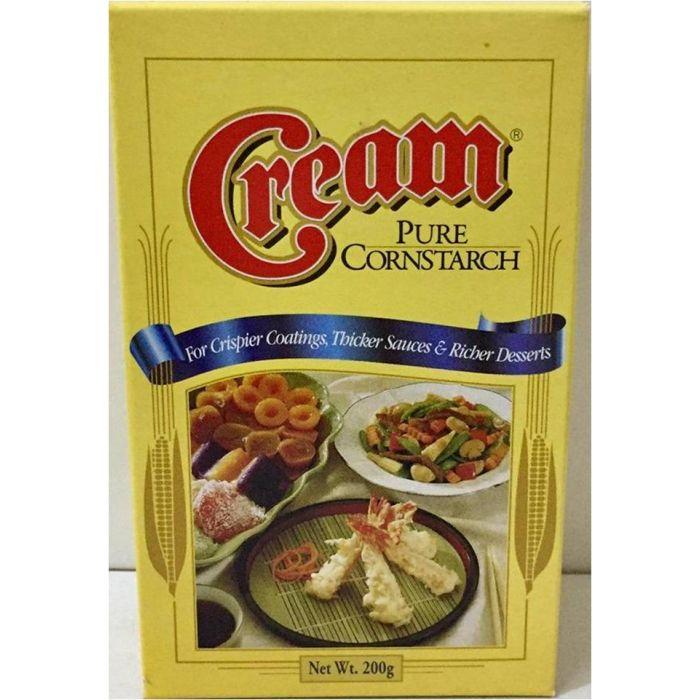 Cream®
PURE
CORNSTARCH
For Crispier Coatings, Thicker Sauces & Richer Desserts
Net Wt. 200g